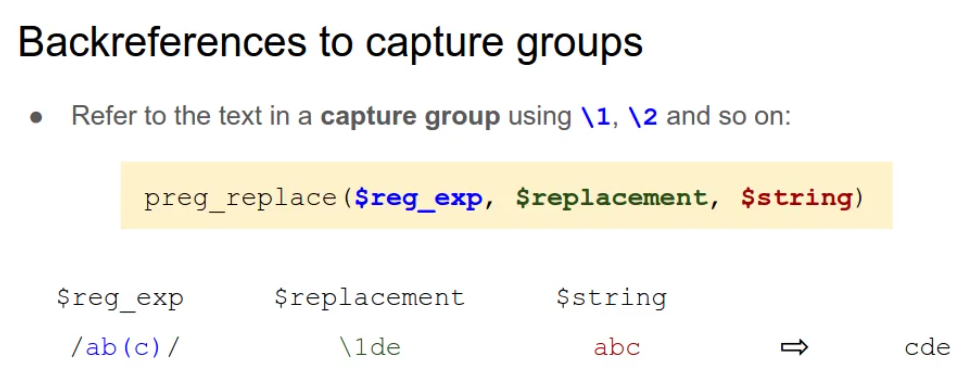 Backreferences to capture groups
● Refer to the text in a capture group using \1, \2 and so on:
preg_replace($reg_exp, $replacement, $string)
$reg_exp $replacement $string
/ab(c)/ \1de abc ⇨ cde